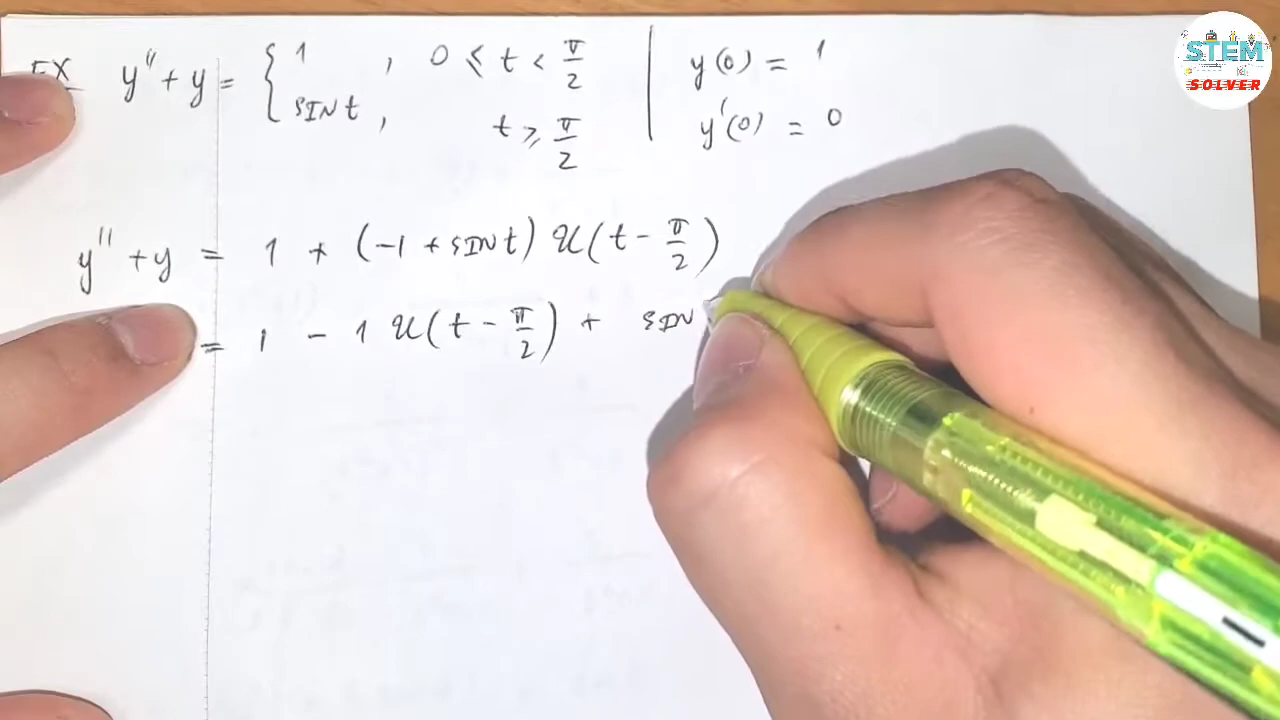 EX y'' + y = { 1 , 0 ≤ t < π/2 | y(0) = 1
{ SIN t , t ≥ π/2 | y'(0) = 0
y'' + y = 1 + (-1 + SIN t) U(t - π/2)
= 1 - 1 U(t - π/2) + SIN
STEM
SOLVER